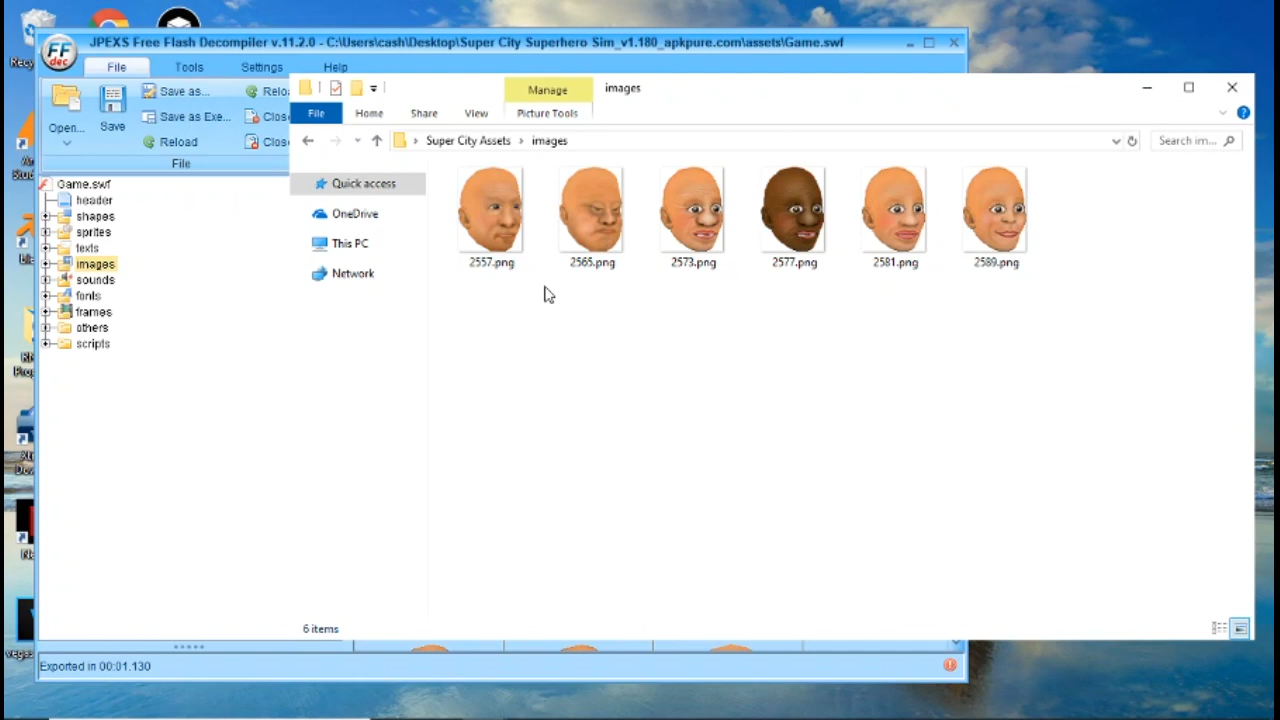 JPEXS Free Flash Decompiler v.11.2.0 - C:\Users\cash\Desktop\Super City Superhero Sim_v1.180_apkpure.com\assets\Game.swf
FF
dec
File Tools Settings Help
Open...
Save
Save as...
Save as Exe...
Reload
File
Manage
images
File Home Share View Picture Tools
Super City Assets › images
Search im...
Quick access
OneDrive
This PC
Network
Game.swf
header
shapes
sprites
texts
images
sounds
fonts
frames
others
scripts
2557.png 2565.png 2573.png 2577.png 2581.png 2589.png
6 items
Exported in 00:01.130